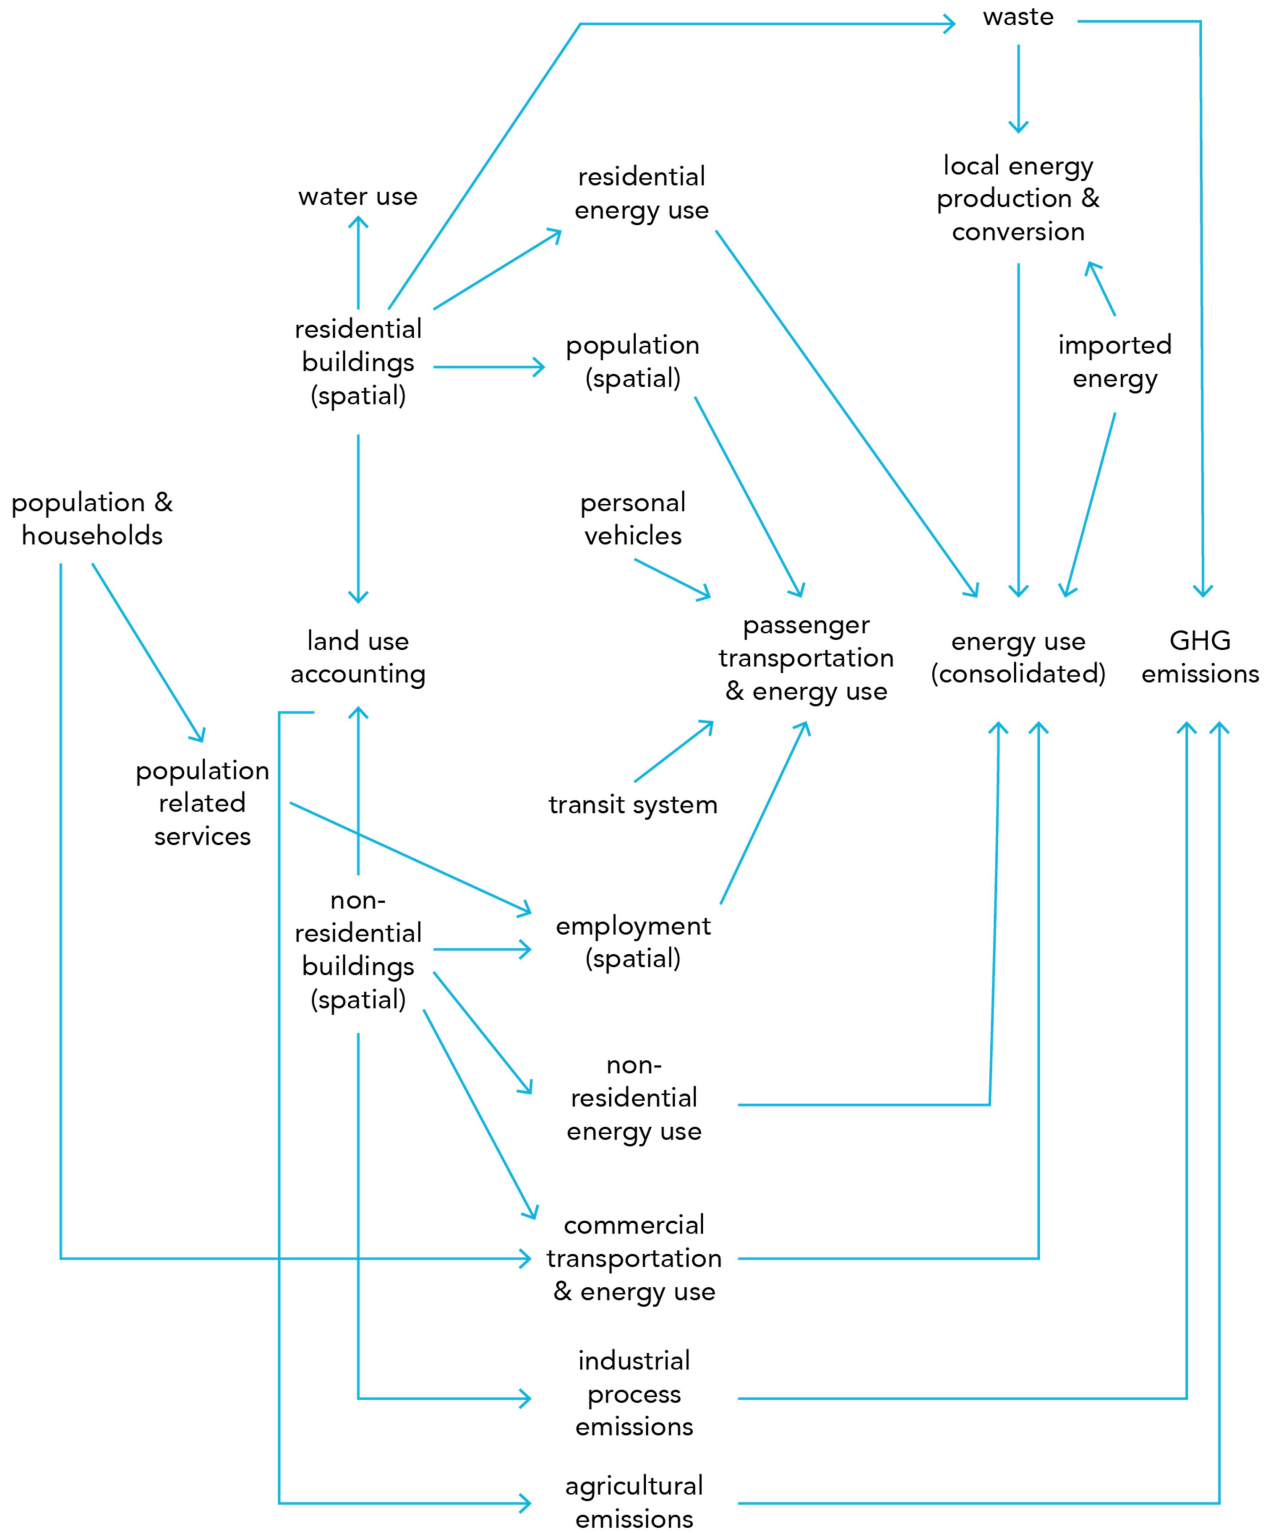 waste
local energy
production &
conversion
residential
energy use
water use
residential
buildings
(spatial)
population
(spatial)
imported
energy
population &
households
personal
vehicles
land use
accounting
passenger
transportation
& energy use
energy use
(consolidated)
GHG
emissions
population
related
services
transit system
non-
residential
buildings
(spatial)
employment
(spatial)
non-
residential
energy use
commercial
transportation
& energy use
industrial
process
emissions
agricultural
emissions